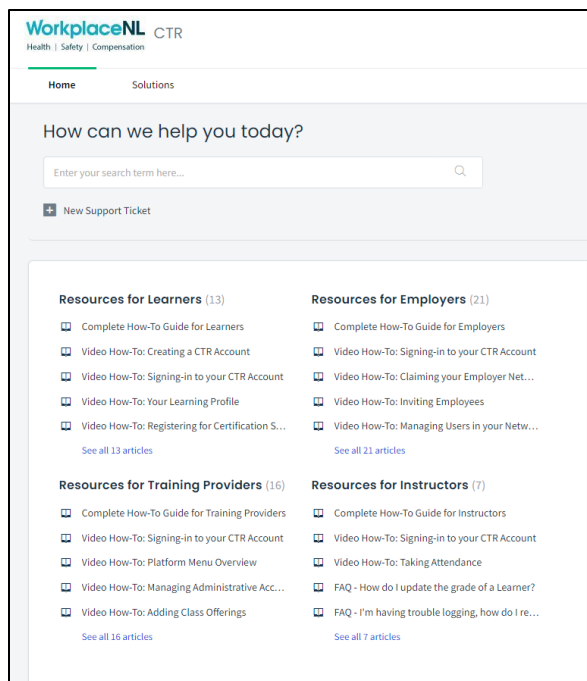 WorkplaceNL CTR
Health | Safety | Compensation
Home Solutions
How can we help you today?
Enter your search term here...
New Support Ticket
Resources for Learners (13)
Complete How-To Guide for Learners
Video How-To: Creating a CTR Account
Video How-To: Signing-in to your CTR Account
Video How-To: Your Learning Profile
Video How-To: Registering for Certification S...
See all 13 articles
Resources for Employers (21)
Complete How-To Guide for Employers
Video How-To: Signing-in to your CTR Account
Video How-To: Claiming your Employer Net...
Video How-To: Inviting Employees
Video How-To: Managing Users in your Netw...
See all 21 articles
Resources for Training Providers (16)
Complete How-To Guide for Training Providers
Video How-To: Signing-in to your CTR Account
Video How-To: Platform Menu Overview
Video How-To: Managing Administrative Acc...
Video How-To: Adding Class Offerings
See all 16 articles
Resources for Instructors (7)
Complete How-To Guide for Instructors
Video How-To: Signing-in to your CTR Account
Video How-To: Taking Attendance
FAQ - How do I update the grade of a Learner?
FAQ - I'm having trouble logging, how do I re...
See all 7 articles